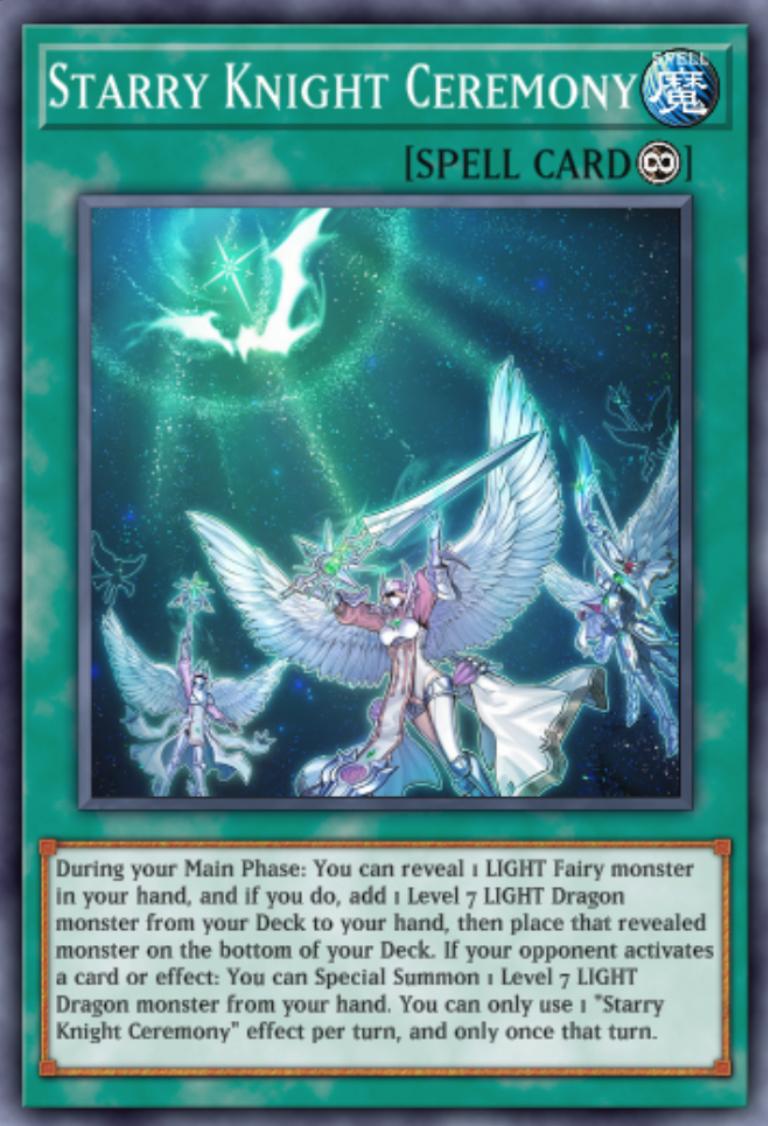 STARRY KNIGHT CEREMONY
SPELL
魔
[SPELL CARD♾]
During your Main Phase: You can reveal 1 LIGHT Fairy monster
in your hand, and if you do, add 1 Level 7 LIGHT Dragon
monster from your Deck to your hand, then place that revealed
monster on the bottom of your Deck. If your opponent activates
a card or effect: You can Special Summon 1 Level 7 LIGHT
Dragon monster from your hand. You can only use 1 "Starry
Knight Ceremony" effect per turn, and only once that turn.